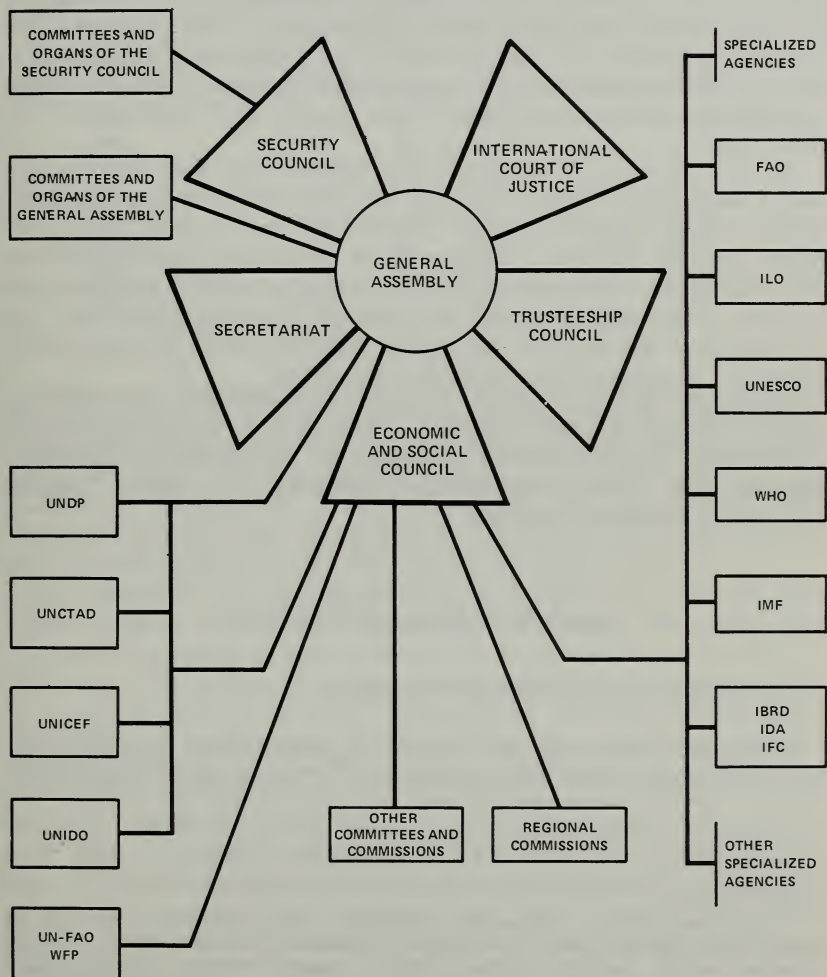 COMMITTEES AND
ORGANS OF THE
SECURITY COUNCIL
COMMITTEES AND
ORGANS OF THE
GENERAL ASSEMBLY
SECURITY
COUNCIL
INTERNATIONAL
COURT OF
JUSTICE
GENERAL
ASSEMBLY
SECRETARIAT
TRUSTEESHIP
COUNCIL
ECONOMIC
AND SOCIAL
COUNCIL
UNDP
UNCTAD
UNICEF
UNIDO
UN-FAO
WFP
OTHER
COMMITTEES AND
COMMISSIONS
REGIONAL
COMMISSIONS
SPECIALIZED
AGENCIES
FAO
ILO
UNESCO
WHO
IMF
IBRD
IDA
IFC
OTHER
SPECIALIZED
AGENCIES